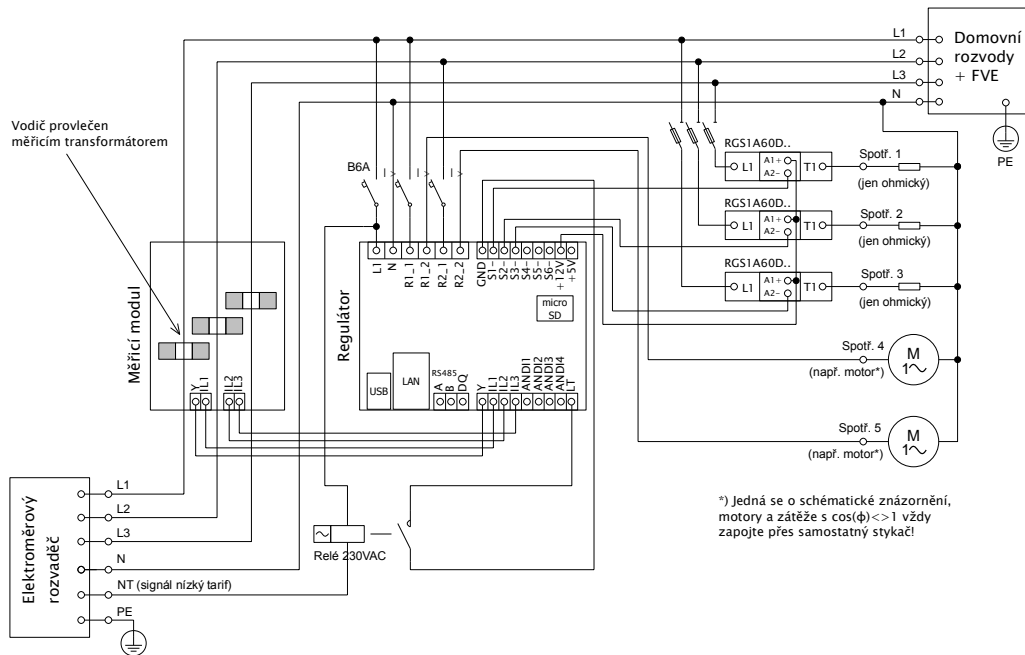 L1
L2
L3
N
Domovní
rozvody
+ FVE
PE
Vodič provlečen
měřicím transformátorem
B6A
I >
I >
I >
RGS1A60D..
L1
A1+
A2-
T1
Spotř. 1
(jen ohmický)
RGS1A60D..
L1
A1+
A2-
T1
Spotř. 2
(jen ohmický)
RGS1A60D..
L1
A1+
A2-
T1
Spotř. 3
(jen ohmický)
Měřicí modul
Y
IL1
IL2
IL3
Regulátor
L1
N
R1_1
R1_2
R2_1
R2_2
GND
S1-
S2-
S3-
S4-
S5-
S6-
+12V
+5V
micro
SD
USB
LAN
RS485
A
B
DQ
Y
IL1
IL2
IL3
ANDI1
ANDI2
ANDI3
ANDI4
LT
Spotř. 4
(např. motor*)
M
1~
Spotř. 5
(např. motor*)
M
1~
*) Jedná se o schématické znázornění,
motory a zátěže s cos(ϕ)<>1 vždy
zapojte přes samostatný stykač!
Elektroměrový
rozvaděč
L1
L2
L3
N
NT (signál nízký tarif)
PE
~
Relé 230VAC